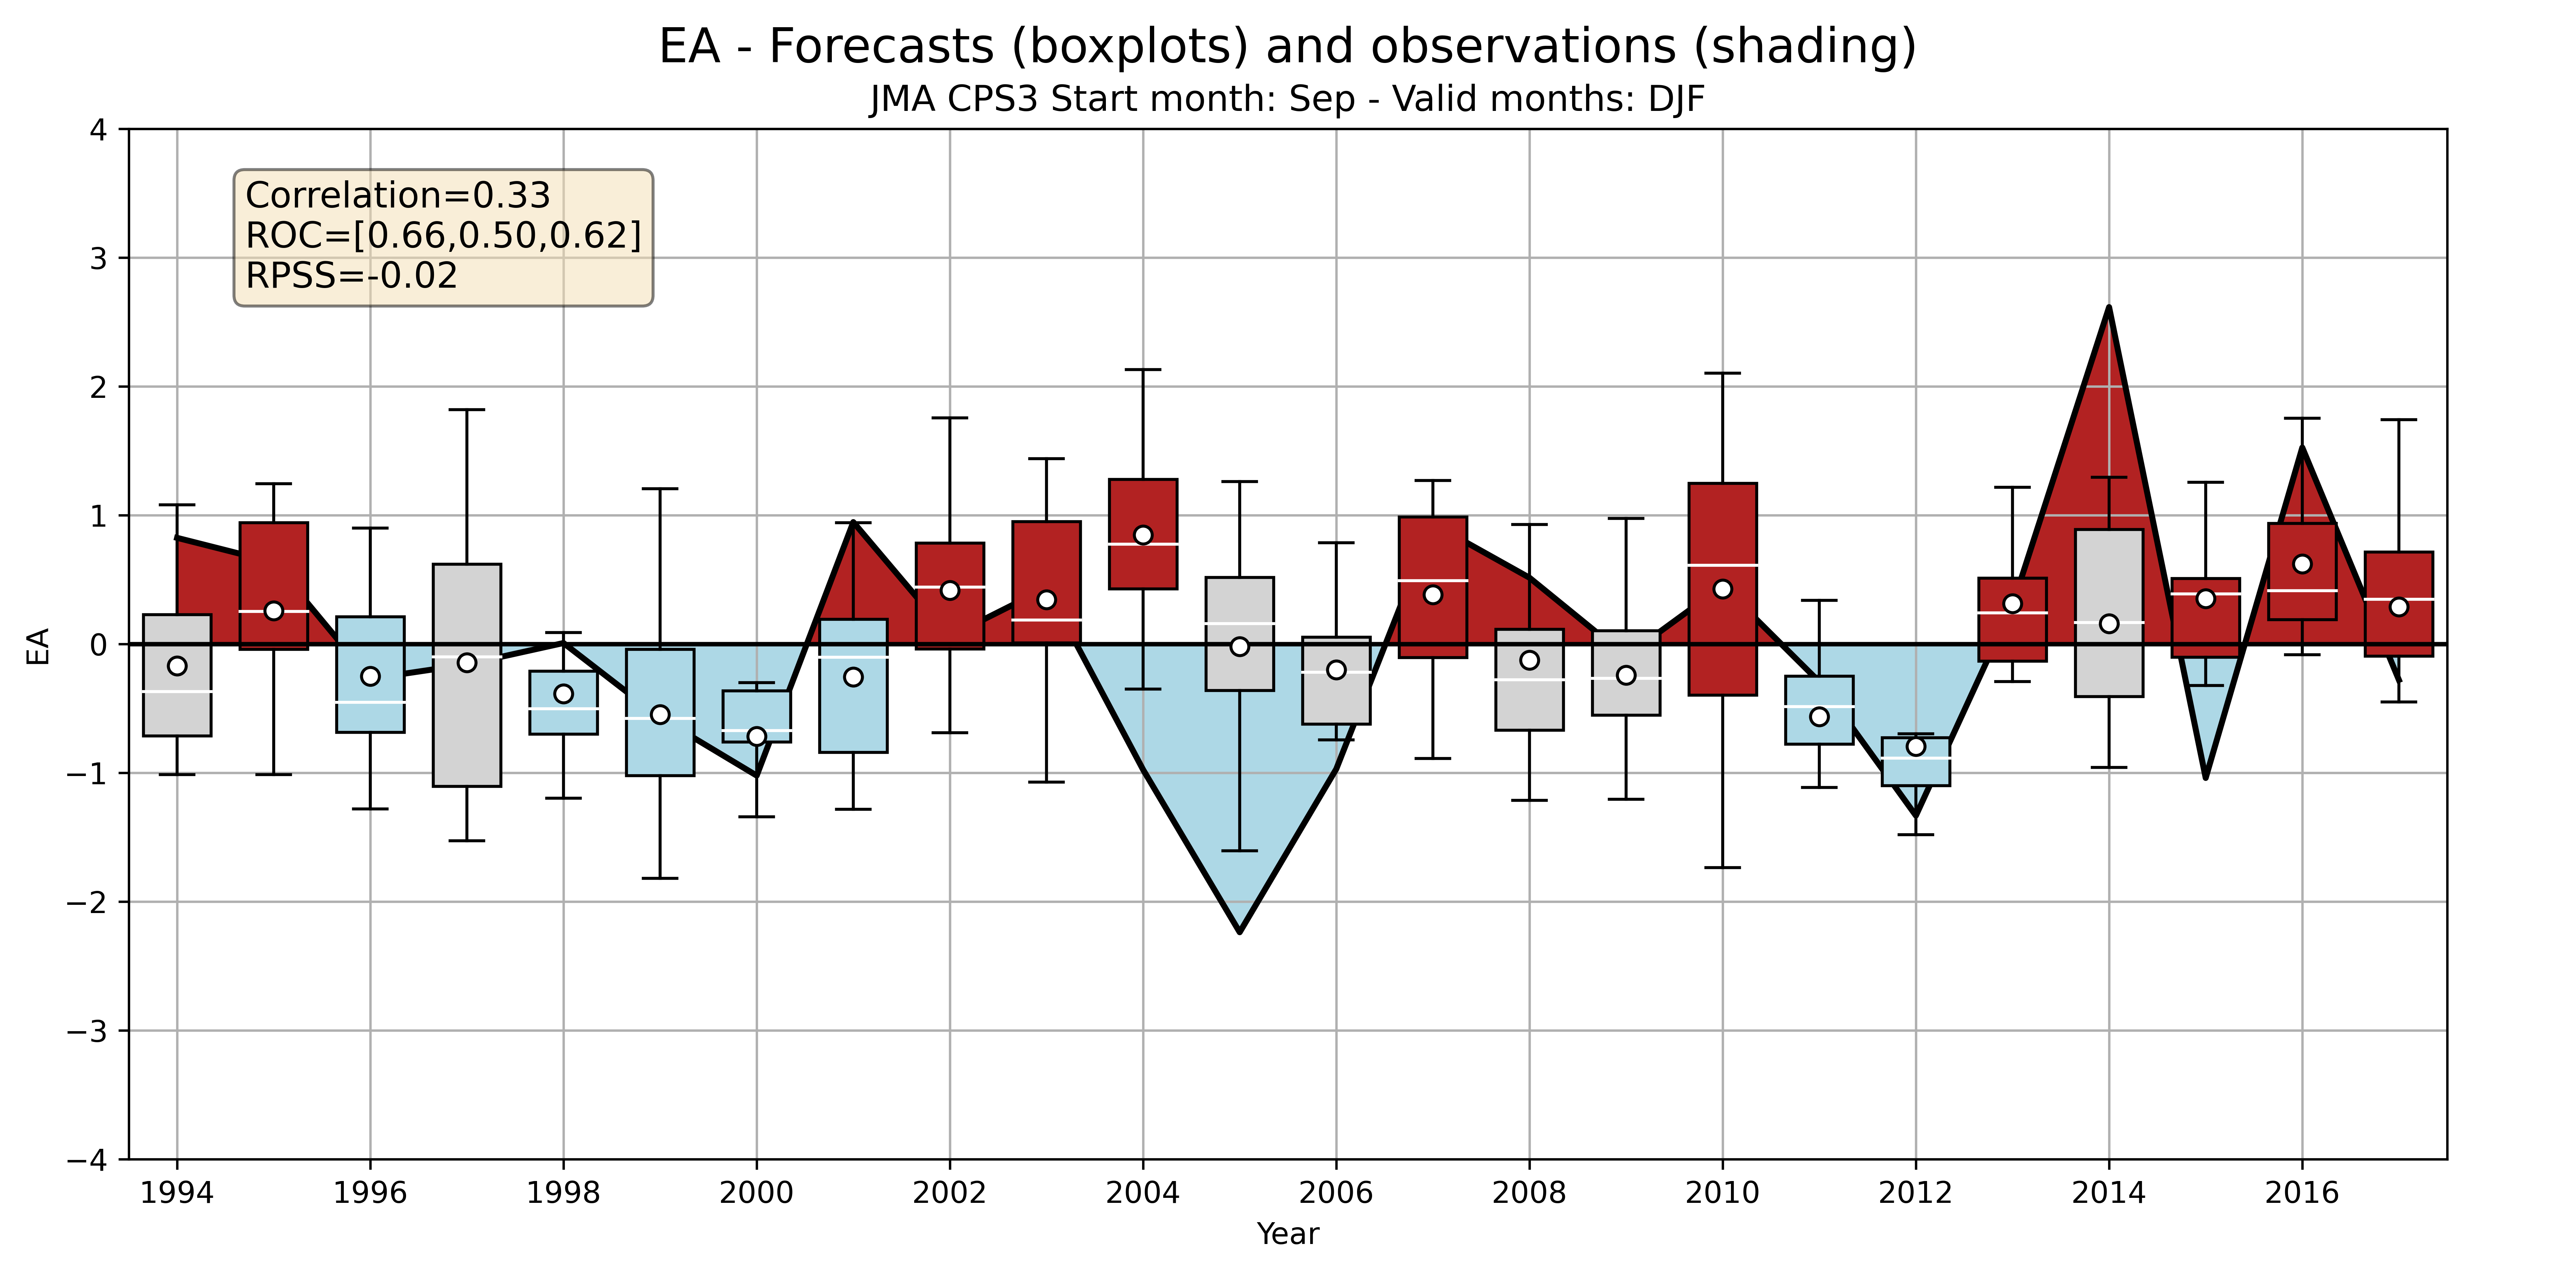 EA - Forecasts (boxplots) and observations (shading)
JMA CPS3 Start month: Sep - Valid months: DJF
Correlation=0.33
ROC=[0.66,0.50,0.62]
RPSS=-0.02
4
3
2
1
0
−1
−2
−3
−4
EA
1994 1996 1998 2000 2002 2004 2006 2008 2010 2012 2014 2016
Year